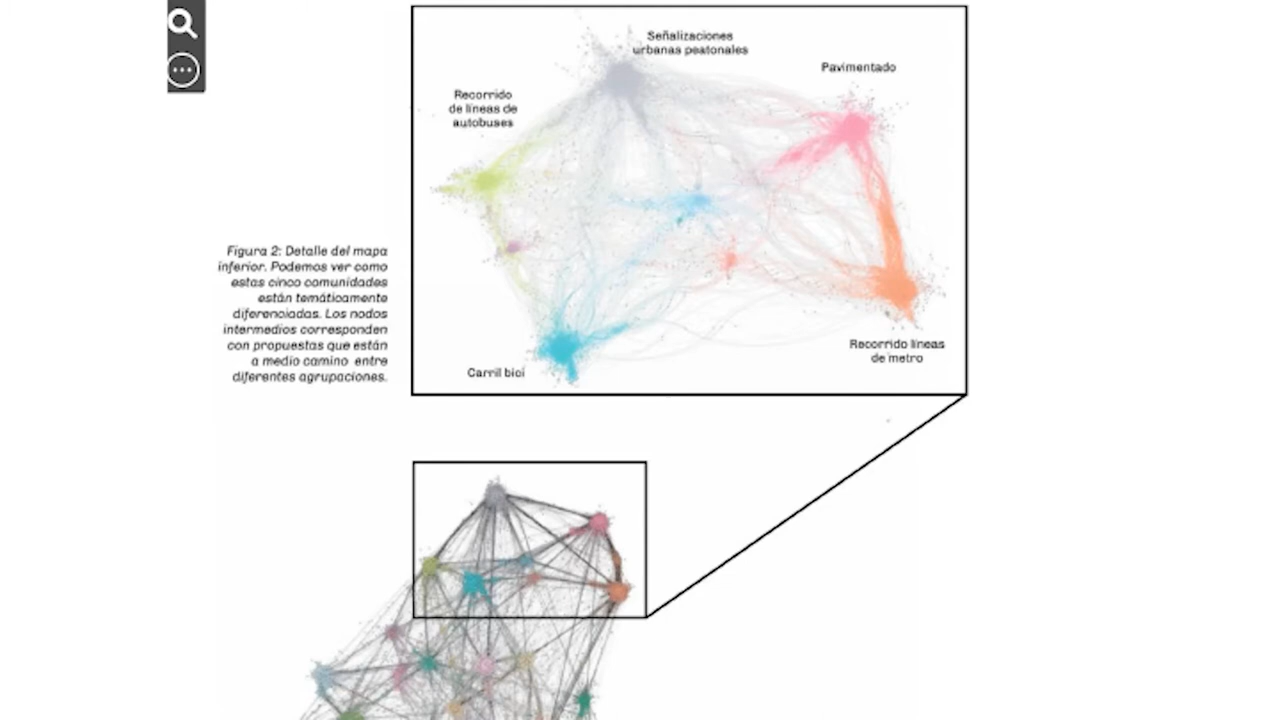 Señalizaciones
urbanas peatonales
Pavimentado
Recorrido
de líneas de
autobuses
Figura 2: Detalle del mapa
inferior. Podemos ver como
estas cinco comunidades
están temáticamente
diferenciadas. Los nodos
intermedios corresponden
con propuestas que están
a medio camino entre
diferentes agrupaciones.
Recorrido líneas
de metro
Carril bici